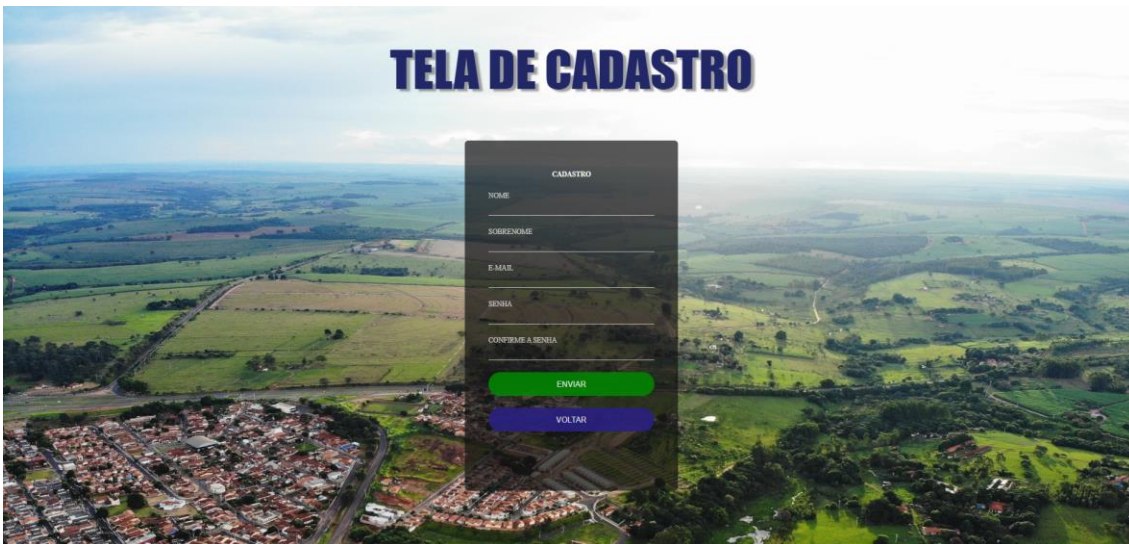 TELA DE CADASTRO
CADASTRO
NOME
SOBRENOME
E-MAIL
SENHA
CONFIRME A SENHA
ENVIAR
VOLTAR